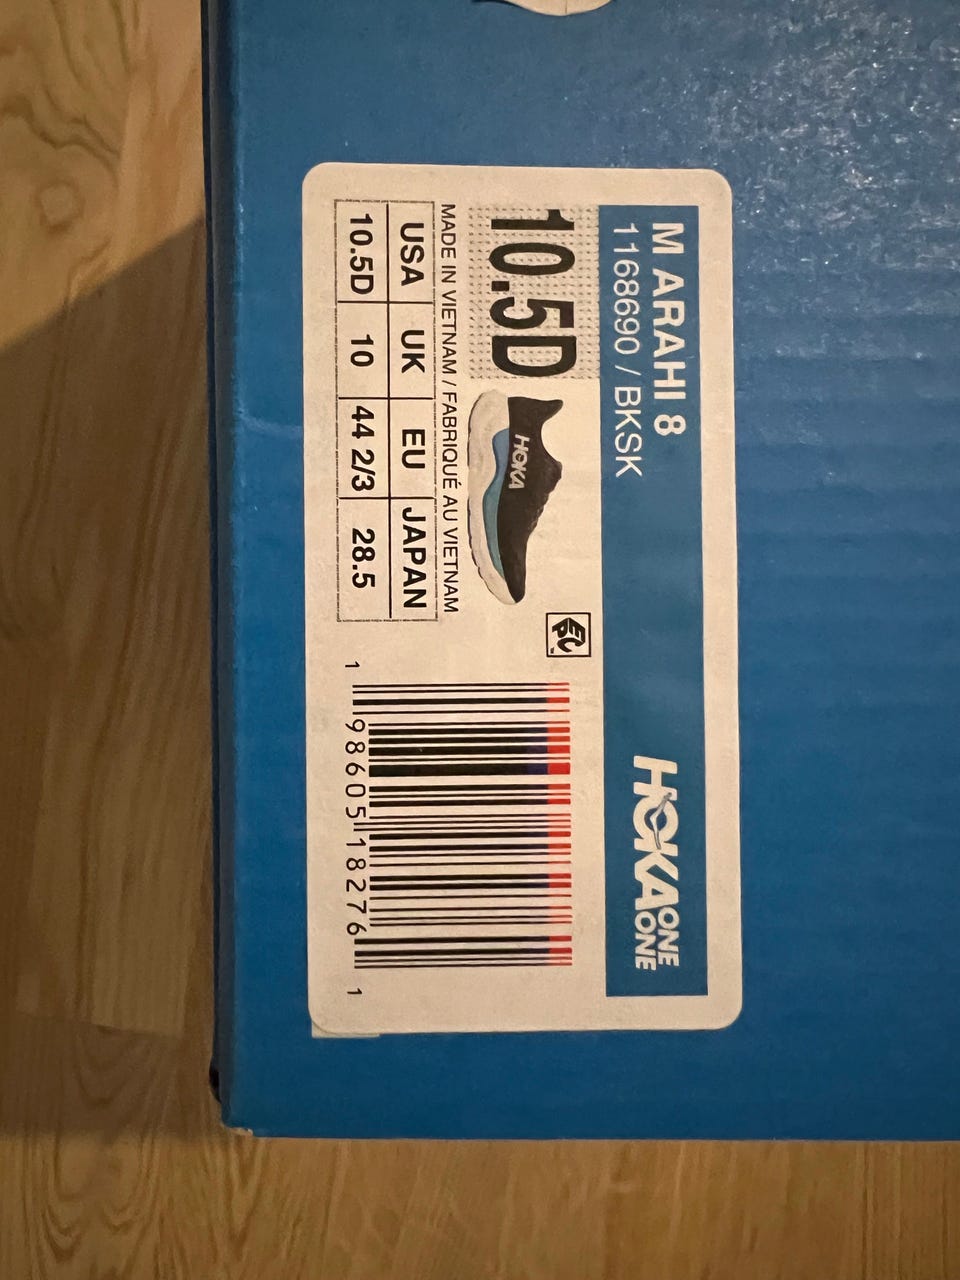 M ARAHI 8
1168690 / BKSK
HOKA ONE ONE
10.5D
HOKA
ECP™
MADE IN VIETNAM / FABRIQUÉ AU VIETNAM
USA UK EU JAPAN
10.5D 10 44 2/3 28.5
1 98605 18276 1